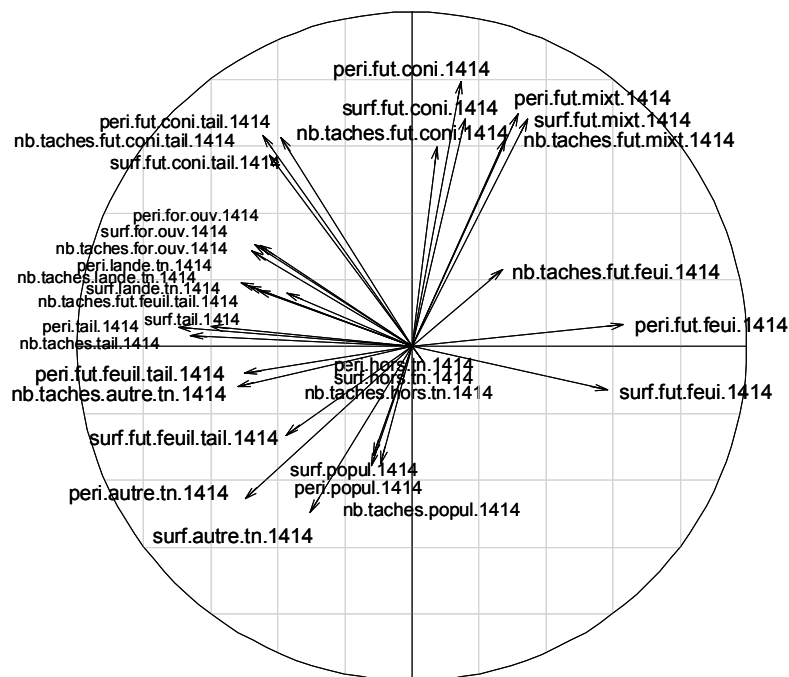 peri.fut.coni.1414
peri.fut.mixt.1414
surf.fut.coni.1414
surf.fut.mixt.1414
peri.fut.coni.tail.1414
nb.taches.fut.coni.1414
nb.taches.fut.coni.tail.1414
nb.taches.fut.mixt.1414
surf.fut.coni.tail.1414
peri.for.ouv.1414
surf.for.ouv.1414
nb.taches.for.ouv.1414
peri.lande.tn.1414
nb.taches.fut.feui.1414
nb.taches.lande.tn.1414
surf.lande.tn.1414
nb.taches.fut.feuil.tail.1414
surf.tail.1414
peri.fut.feui.1414
peri.tail.1414
nb.taches.tail.1414
peri.hors.tn.1414
peri.fut.feuil.tail.1414
surf.hors.tn.1414
nb.taches.autre.tn.1414
nb.taches.hors.tn.1414
surf.fut.feui.1414
surf.fut.feuil.tail.1414
surf.popul.1414
peri.popul.1414
peri.autre.tn.1414
nb.taches.popul.1414
surf.autre.tn.1414